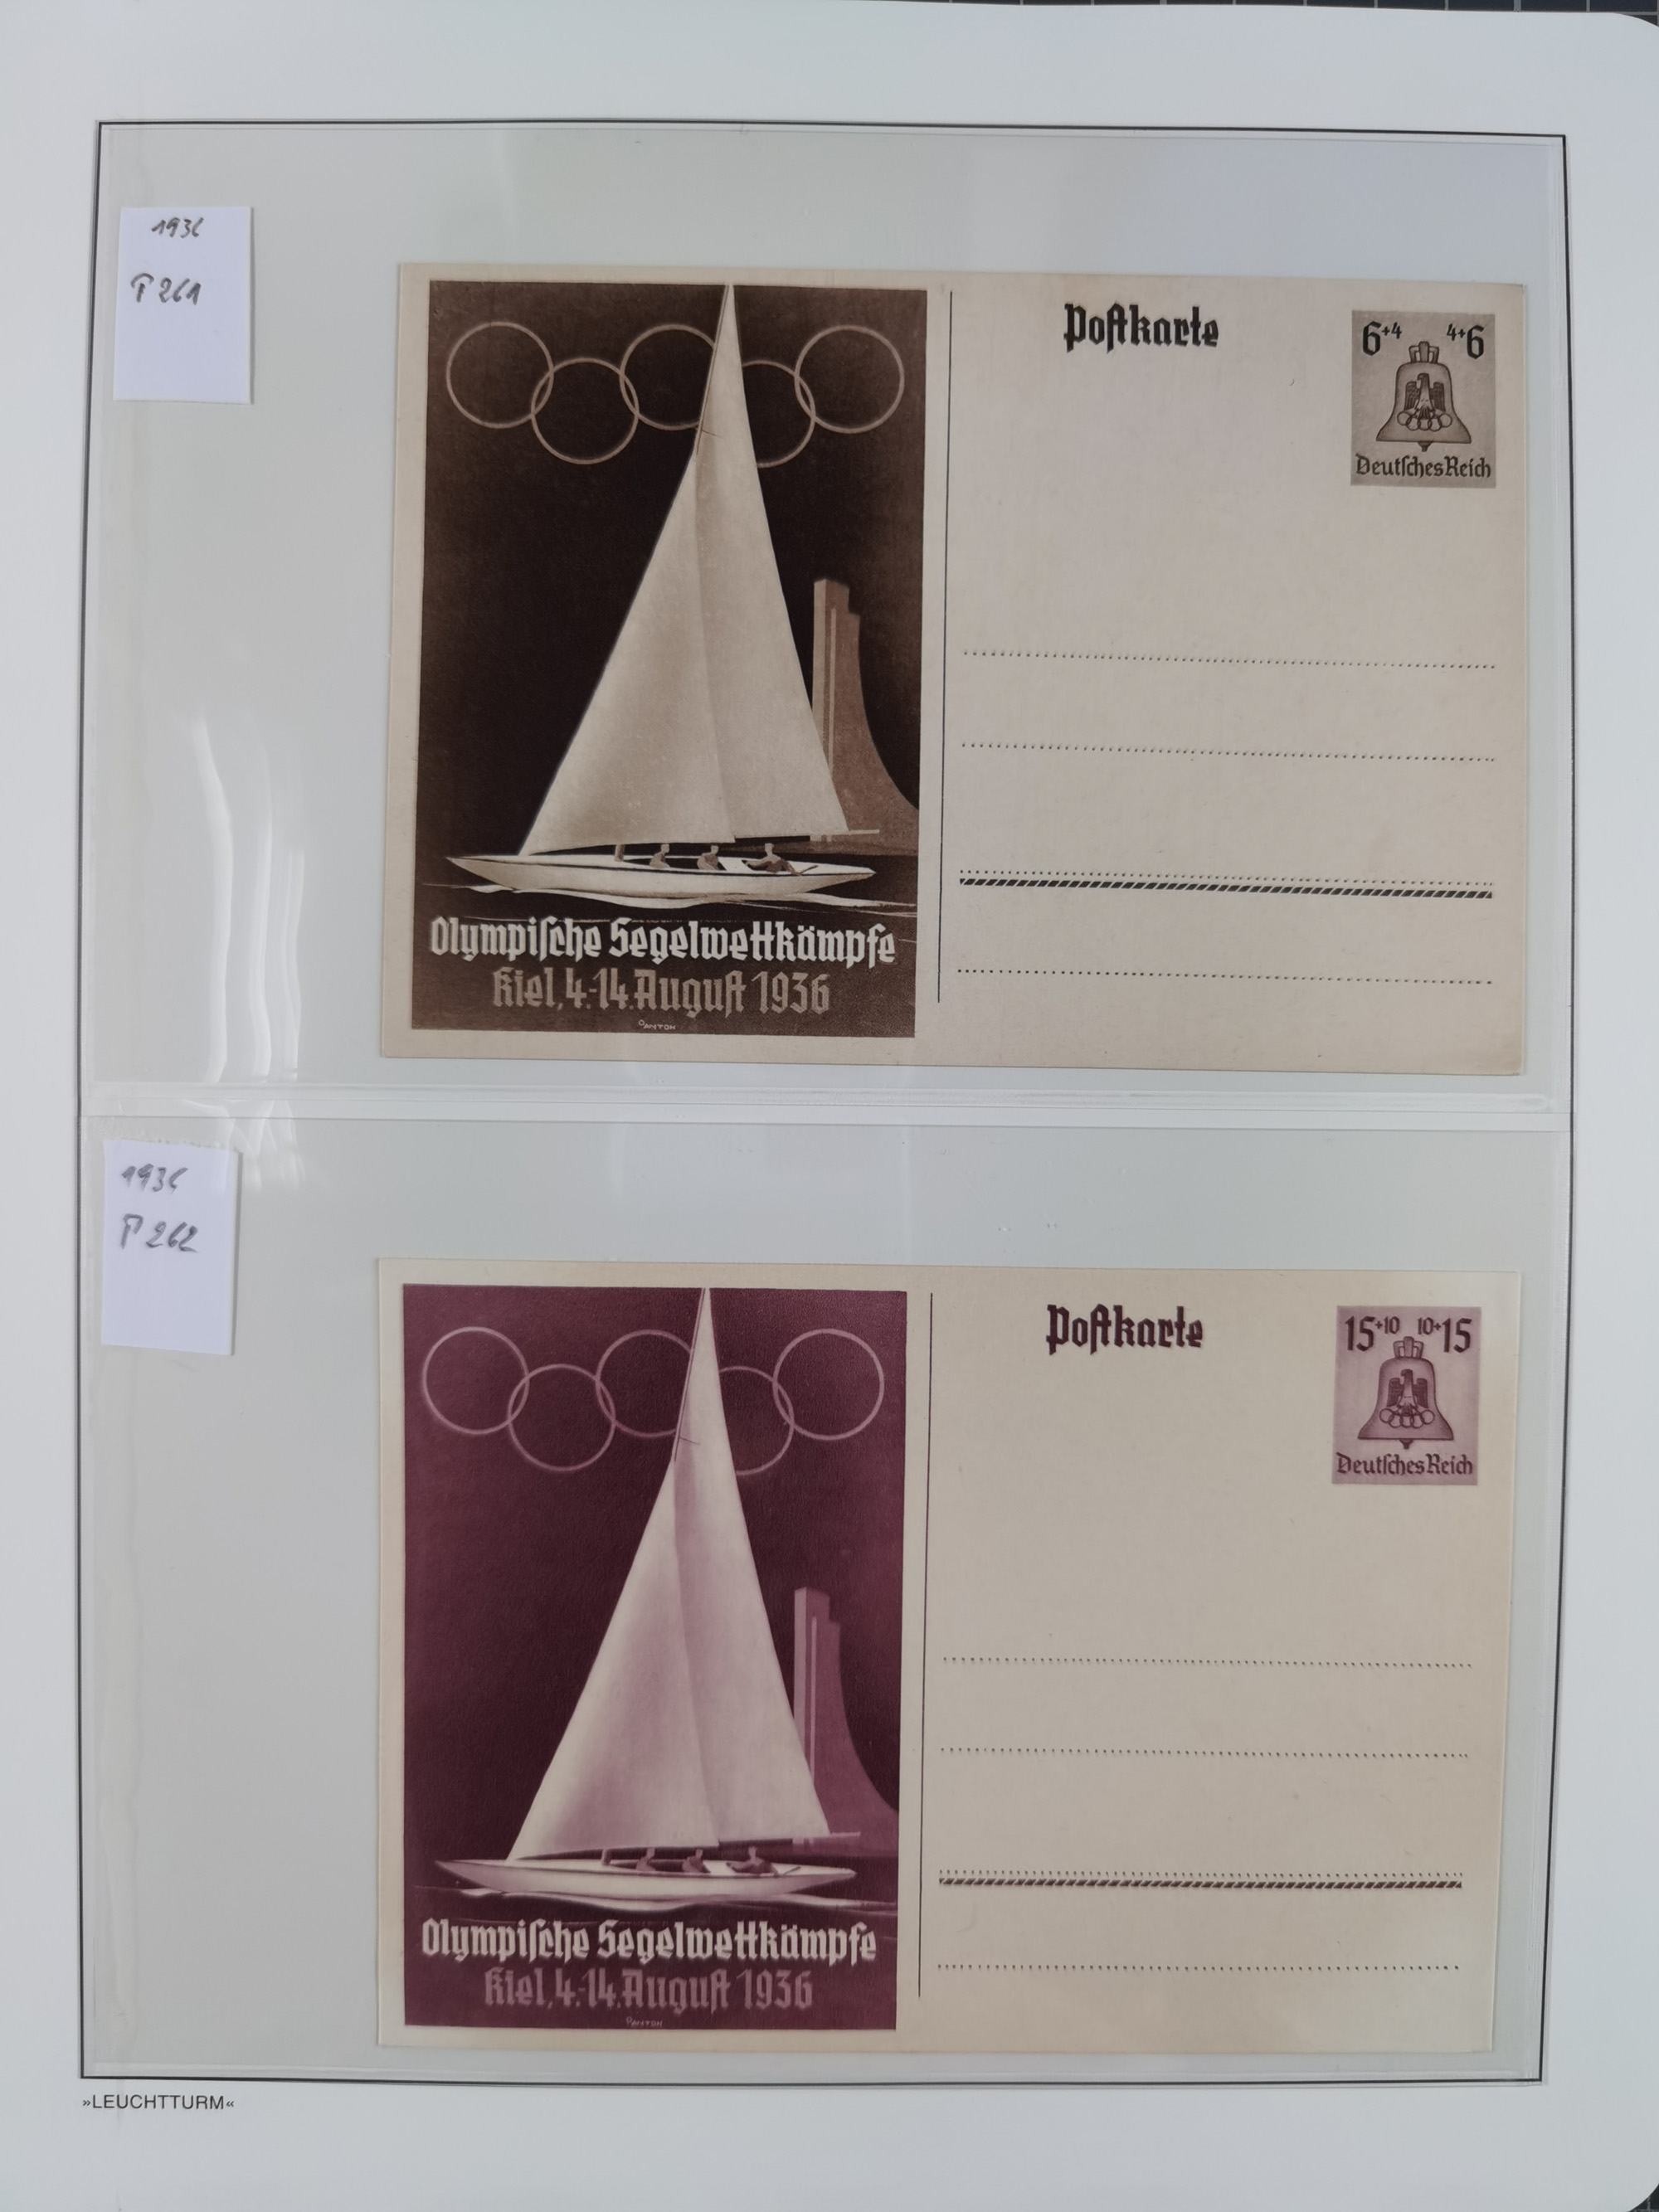 1936
P 261
Postkarte
6+4 4+6
Deutsches Reich
Olympische Segelwettkämpfe
Kiel, 4.-14. August 1936
ANTON
1936
P 262
Postkarte
15+10 10+15
Deutsches Reich
Olympische Segelwettkämpfe
Kiel, 4.-14. August 1936
ANTON
»LEUCHTTURM«